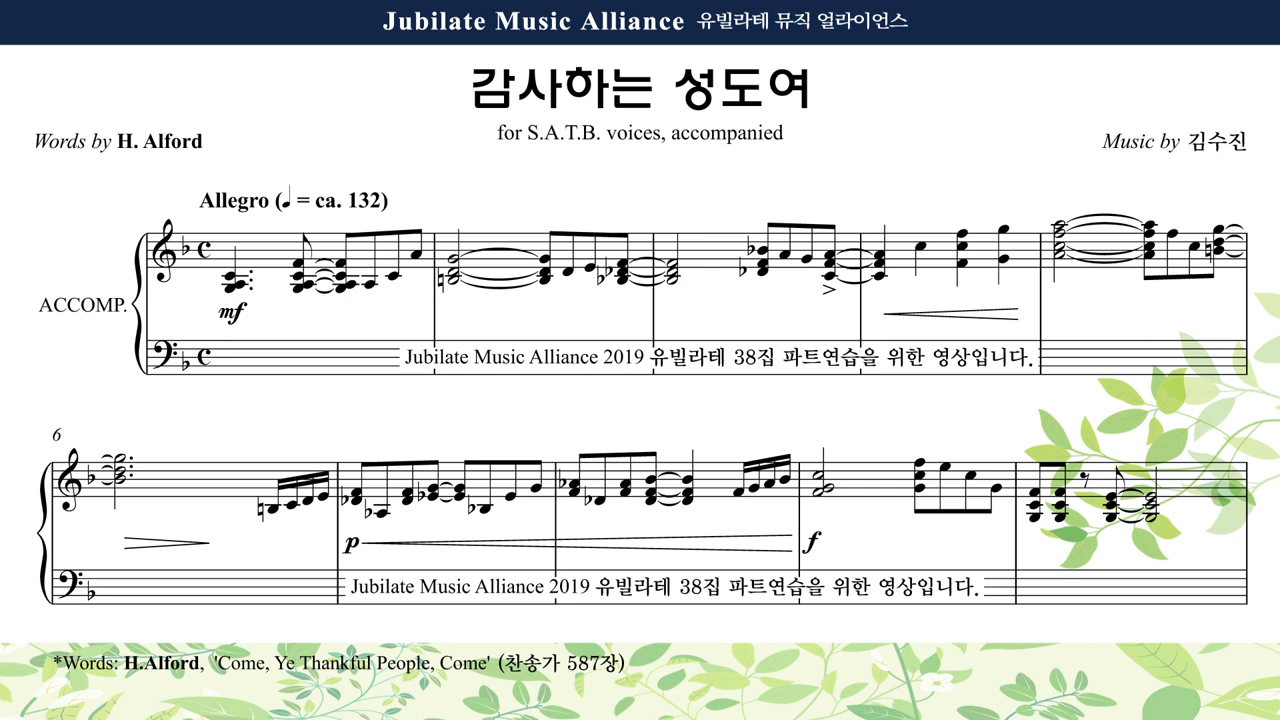 Jubilate Music Alliance 유빌라테 뮤직 얼라이언스
감사하는 성도여
for S.A.T.B. voices, accompanied
Words by H. Alford
Music by 김수진
Allegro (♩ = ca. 132)
ACCOMP.
mf
Jubilate Music Alliance 2019 유빌라테 38집 파트연습을 위한 영상입니다.
6
p
f
Jubilate Music Alliance 2019 유빌라테 38집 파트연습을 위한 영상입니다.
*Words: H.Alford, 'Come, Ye Thankful People, Come' (찬송가 587장)